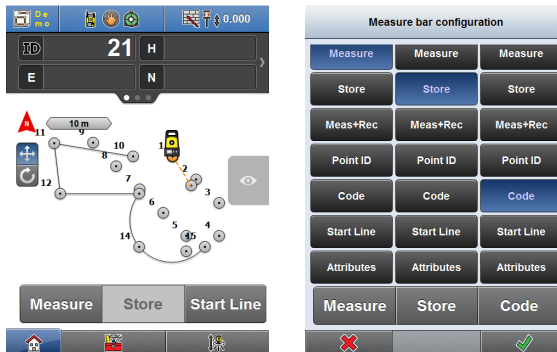 De
mo
0.000
ID 21 H
E N
10 m
11 9 10 1
8
12 7 2
6 3
5 4
14 15
Measure Store Start Line
Measure bar configuration
Measure Measure Measure
Store Store Store
Meas+Rec Meas+Rec Meas+Rec
Point ID Point ID Point ID
Code Code Code
Start Line Start Line Start Line
Attributes Attributes Attributes
Measure Store Code